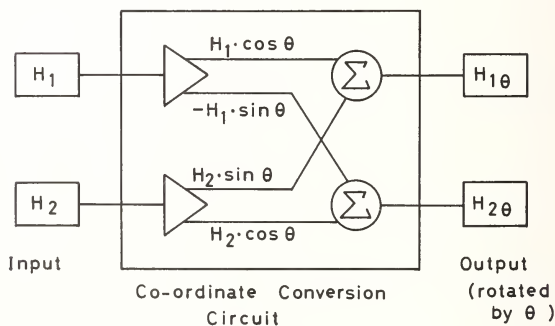 H₁·cos θ
H₁
Σ
H₁θ
-H₁·sin θ
H₂·sin θ
H₂
Σ
H₂θ
H₂·cos θ
Input
Output
(rotated
by θ)
Co-ordinate Conversion
Circuit